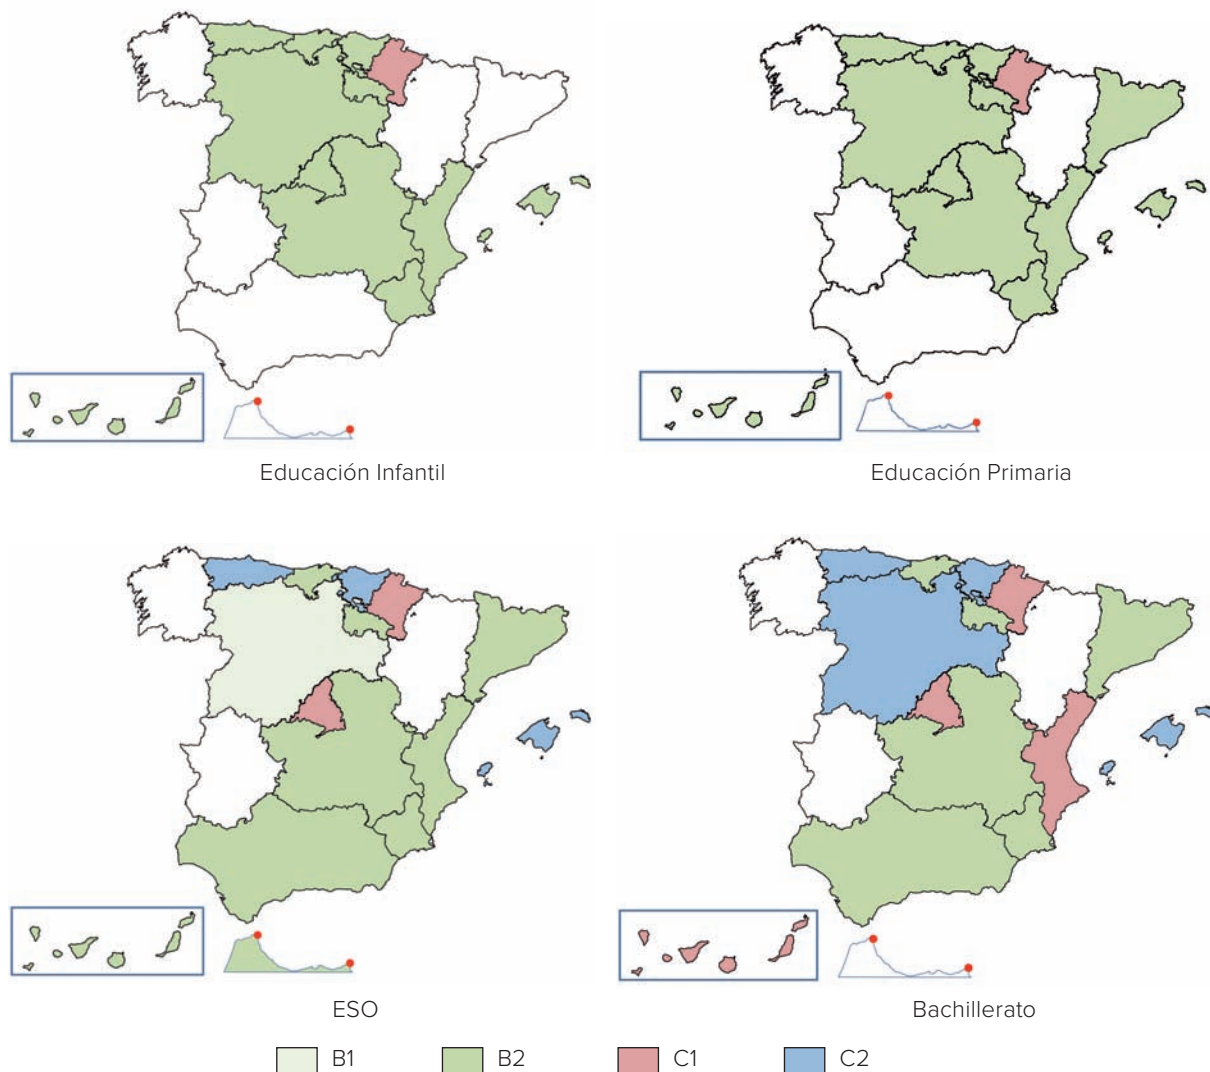 Educación Infantil
Educación Primaria
ESO
Bachillerato
B1
B2
C1
C2